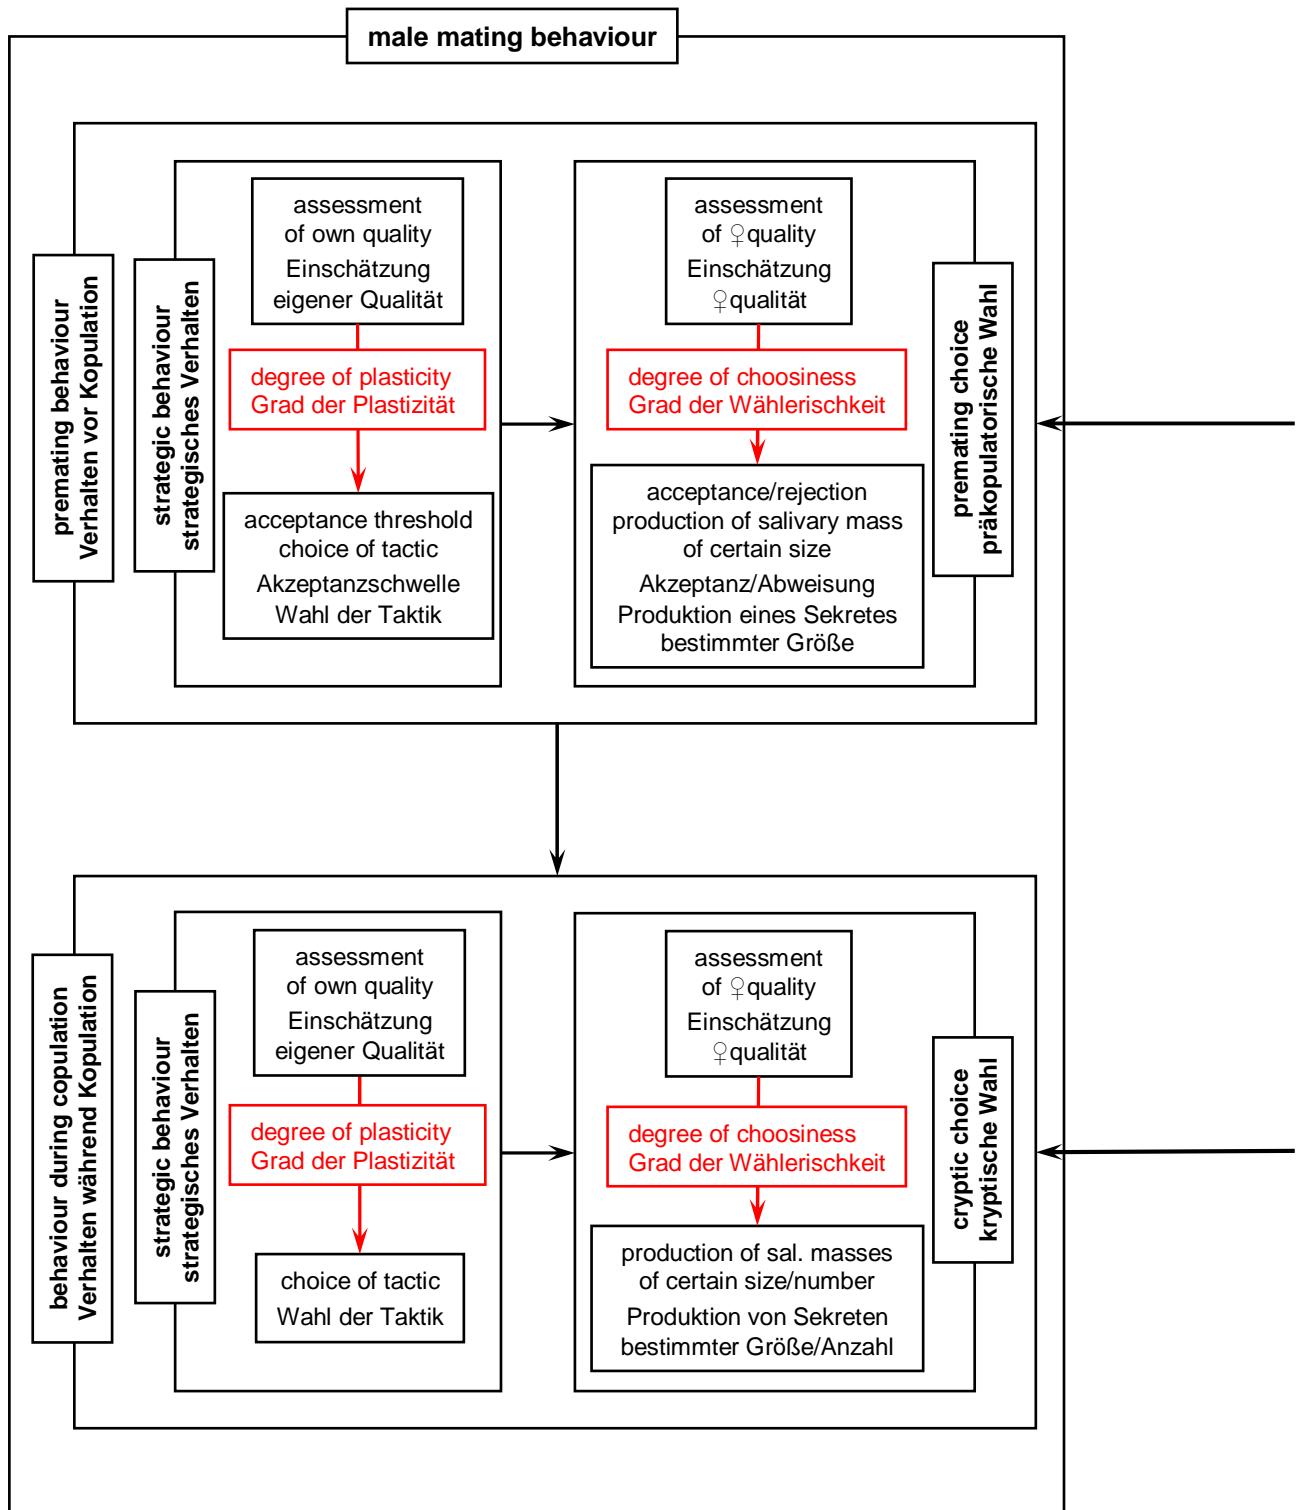 male mating behaviour
premating behaviour
Verhalten vor Kopulation
strategic behaviour
strategisches Verhalten
assessment
of own quality
Einschätzung
eigener Qualität
degree of plasticity
Grad der Plastizität
acceptance threshold
choice of tactic
Akzeptanzschwelle
Wahl der Taktik
assessment
of ♀quality
Einschätzung
♀qualität
degree of choosiness
Grad der Wählerischkeit
acceptance/rejection
production of salivary mass
of certain size
Akzeptanz/Abweisung
Produktion eines Sekretes
bestimmter Größe
premating choice
präkopulatorische Wahl
behaviour during copulation
Verhalten während Kopulation
strategic behaviour
strategisches Verhalten
assessment
of own quality
Einschätzung
eigener Qualität
degree of plasticity
Grad der Plastizität
choice of tactic
Wahl der Taktik
assessment
of ♀quality
Einschätzung
♀qualität
degree of choosiness
Grad der Wählerischkeit
production of sal. masses
of certain size/number
Produktion von Sekreten
bestimmter Größe/Anzahl
cryptic choice
kryptische Wahl